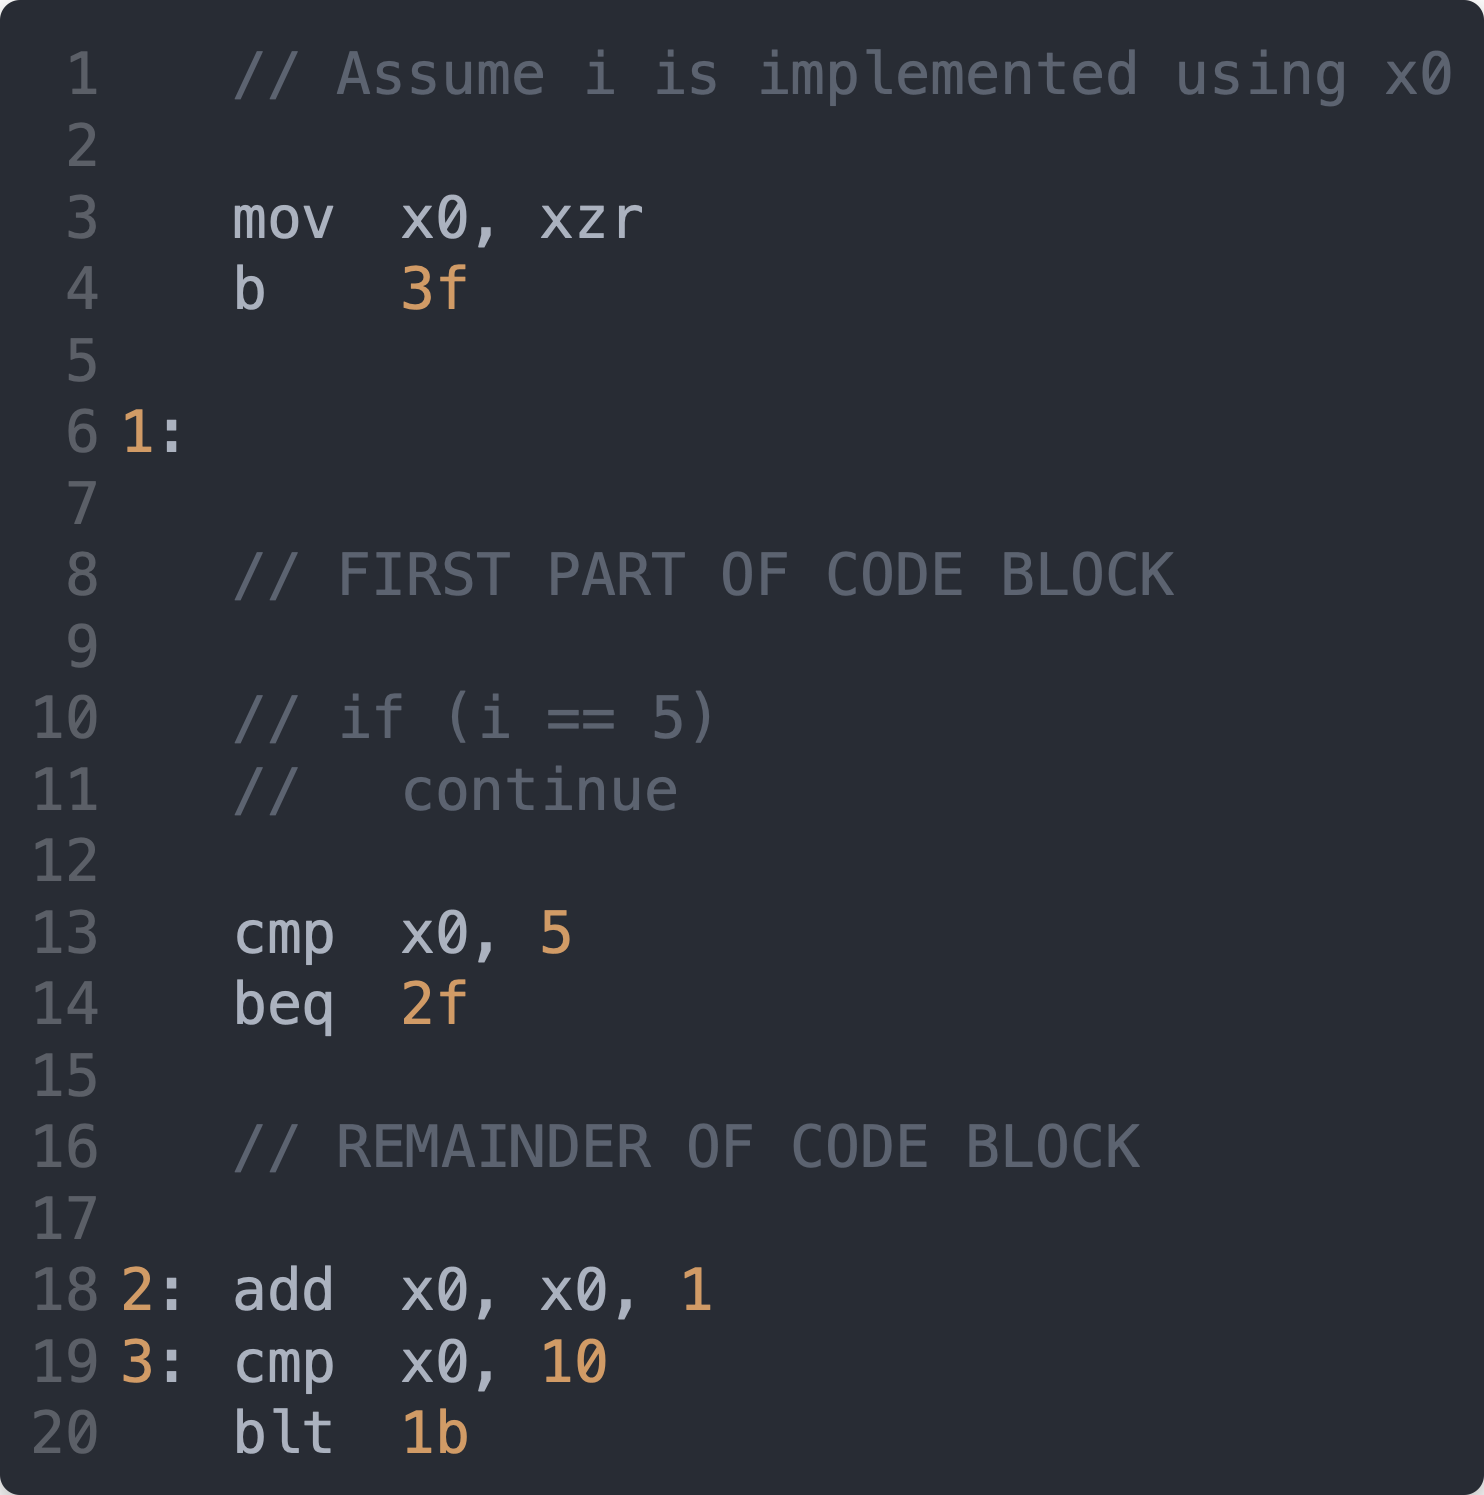 1 // Assume i is implemented using x0
2
3 mov x0, xzr
4 b 3f
5
6 1:
7
8 // FIRST PART OF CODE BLOCK
9
10 // if (i == 5)
11 // continue
12
13 cmp x0, 5
14 beq 2f
15
16 // REMAINDER OF CODE BLOCK
17
18 2: add x0, x0, 1
19 3: cmp x0, 10
20 blt 1b